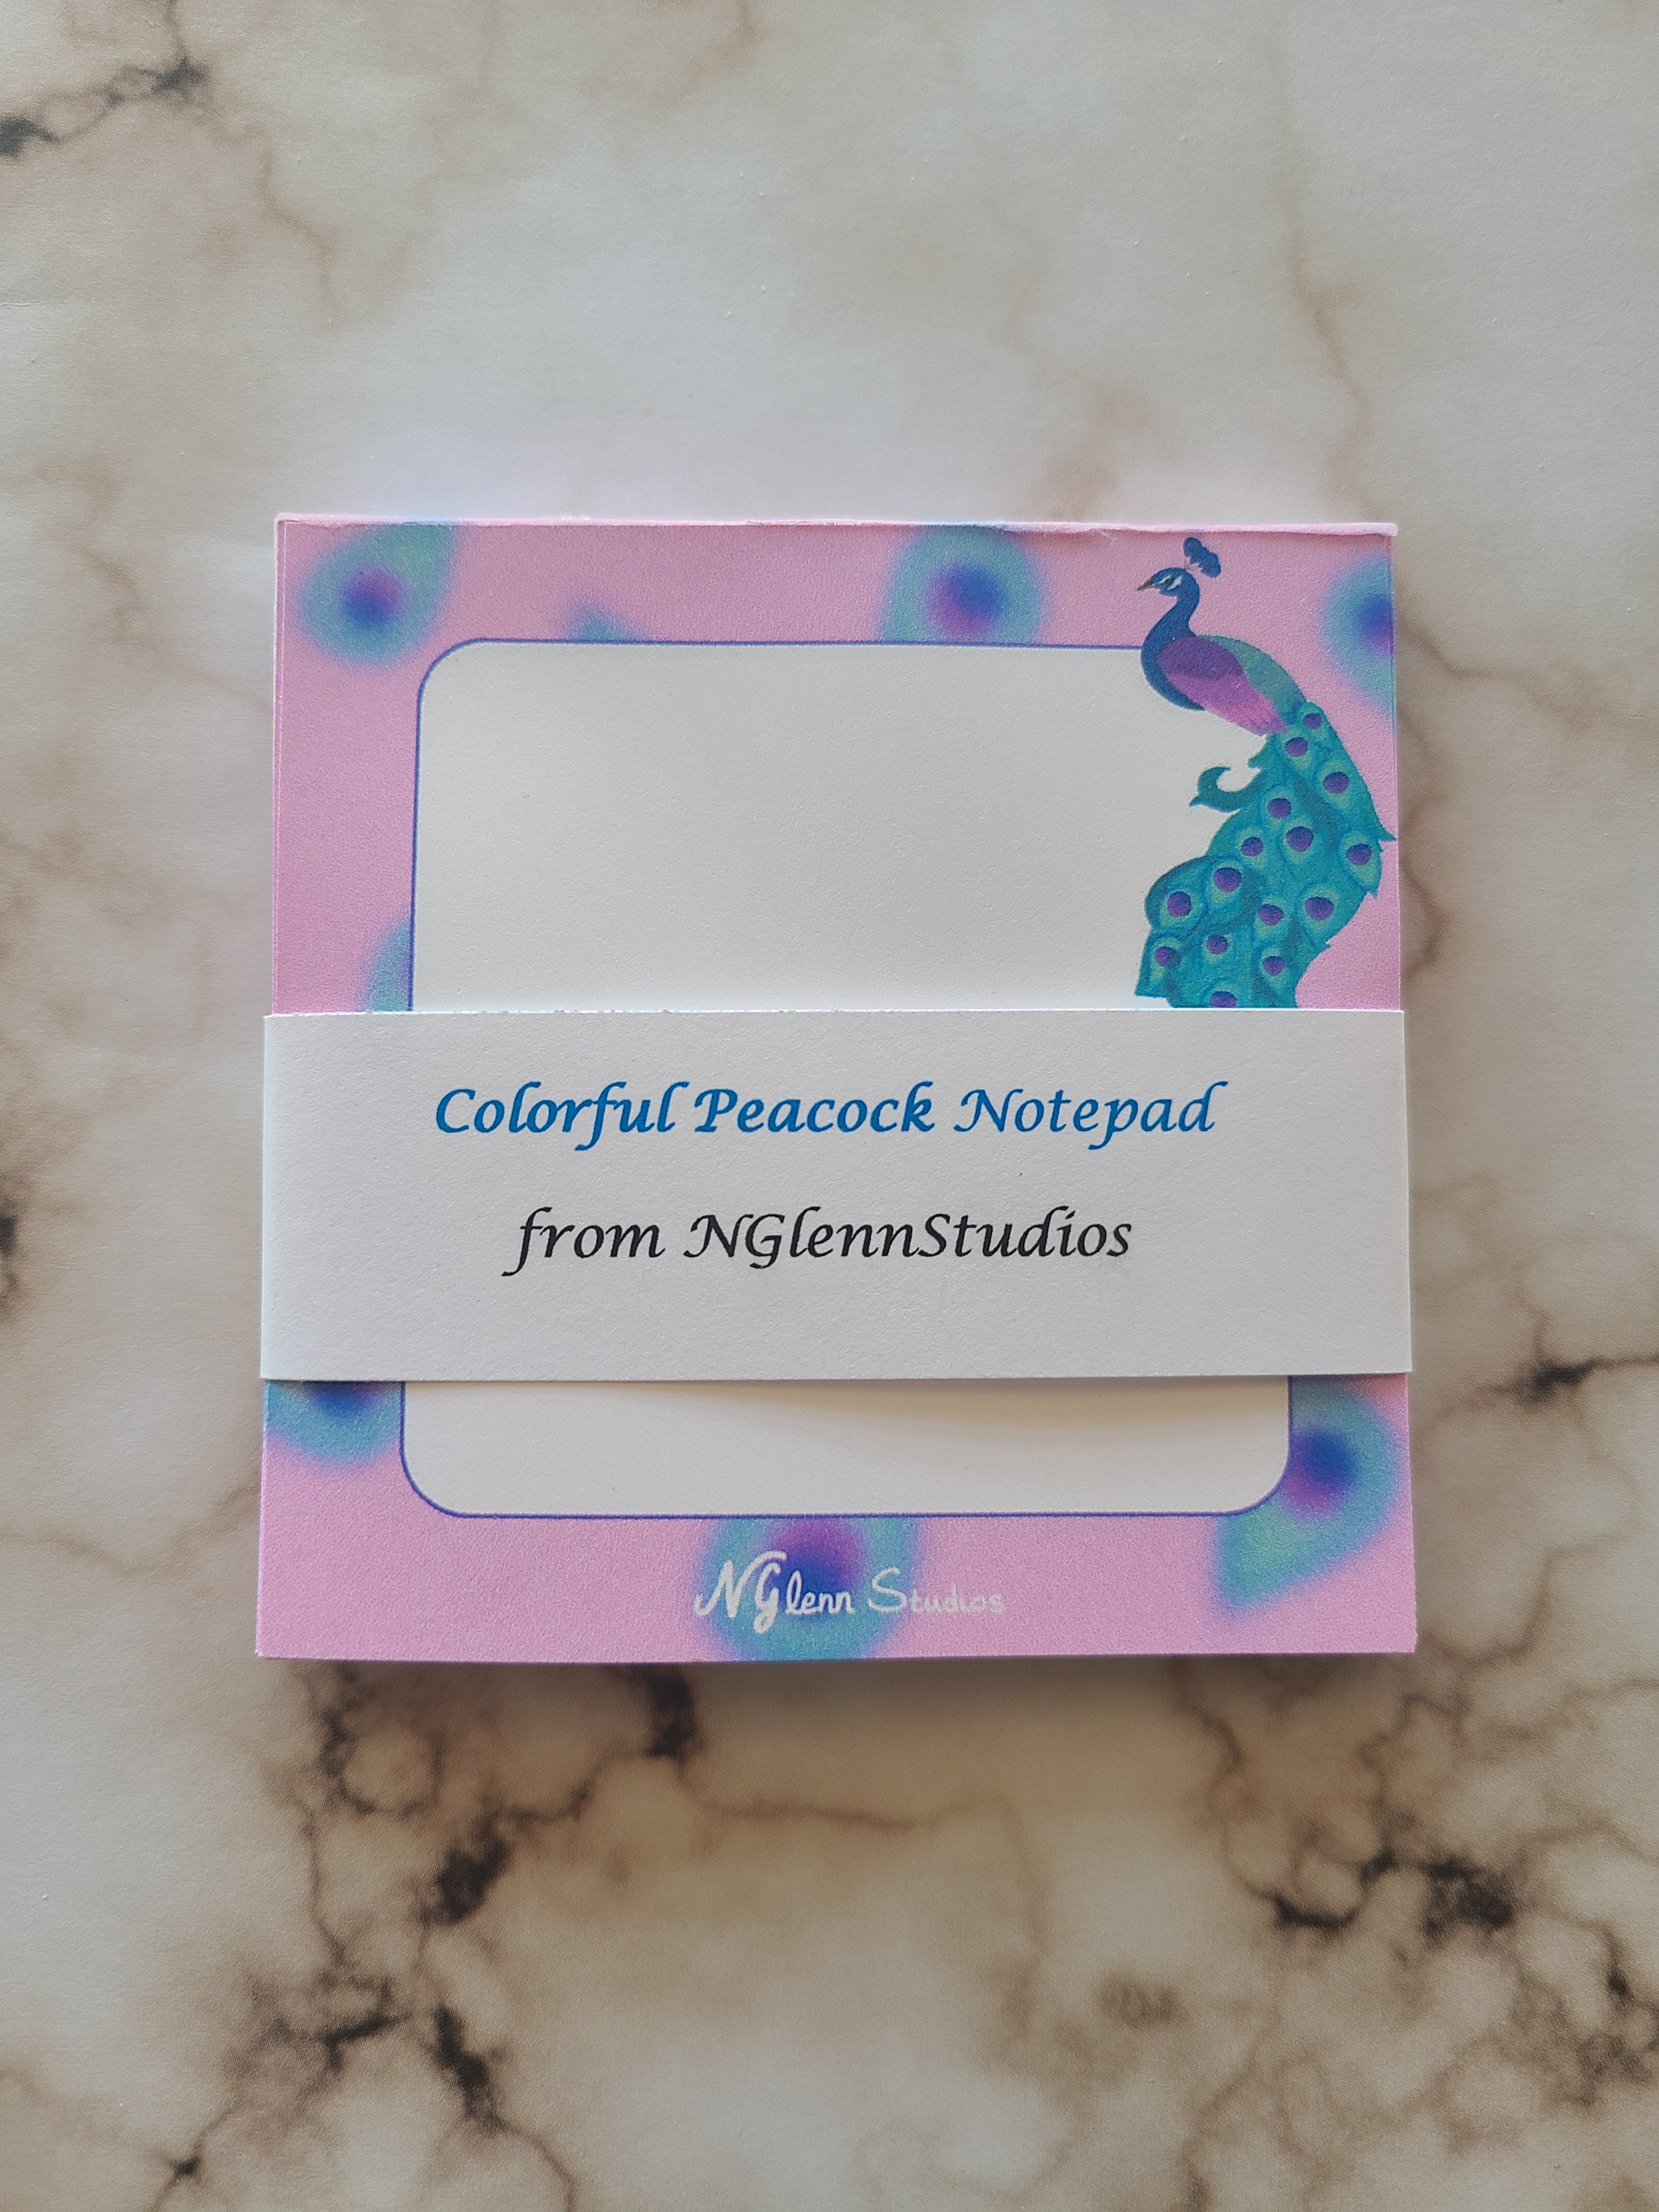 Colorful Peacock Notepad
from NGlennStudios
NGlenn Studios